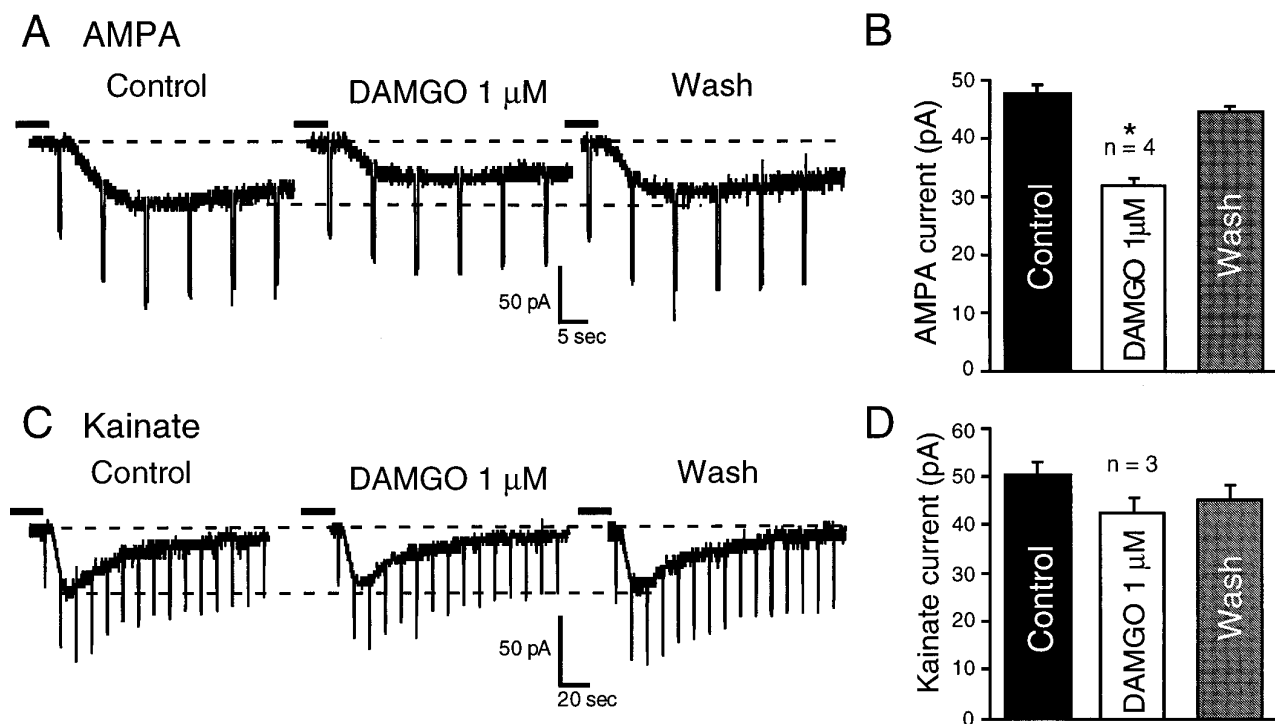 A AMPA
Control
DAMGO 1 μM
Wash
50 pA
5 sec
B
AMPA current (pA)
50
40
30
20
10
0
*
n = 4
Control
DAMGO 1μM
Wash
C Kainate
Control
DAMGO 1 μM
Wash
50 pA
20 sec
D
Kainate current (pA)
60
50
40
30
40
50
0
n = 3
Control
DAMGO 1 μM
Wash